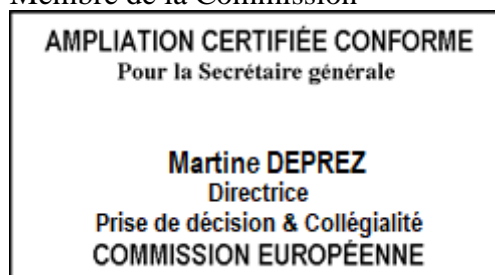 Membre de la Commission
AMPLIATION CERTIFIÉE CONFORME
Pour la Secrétaire générale
Martine DEPREZ
Directrice
Prise de décision & Collégialité
COMMISSION EUROPÉENNE